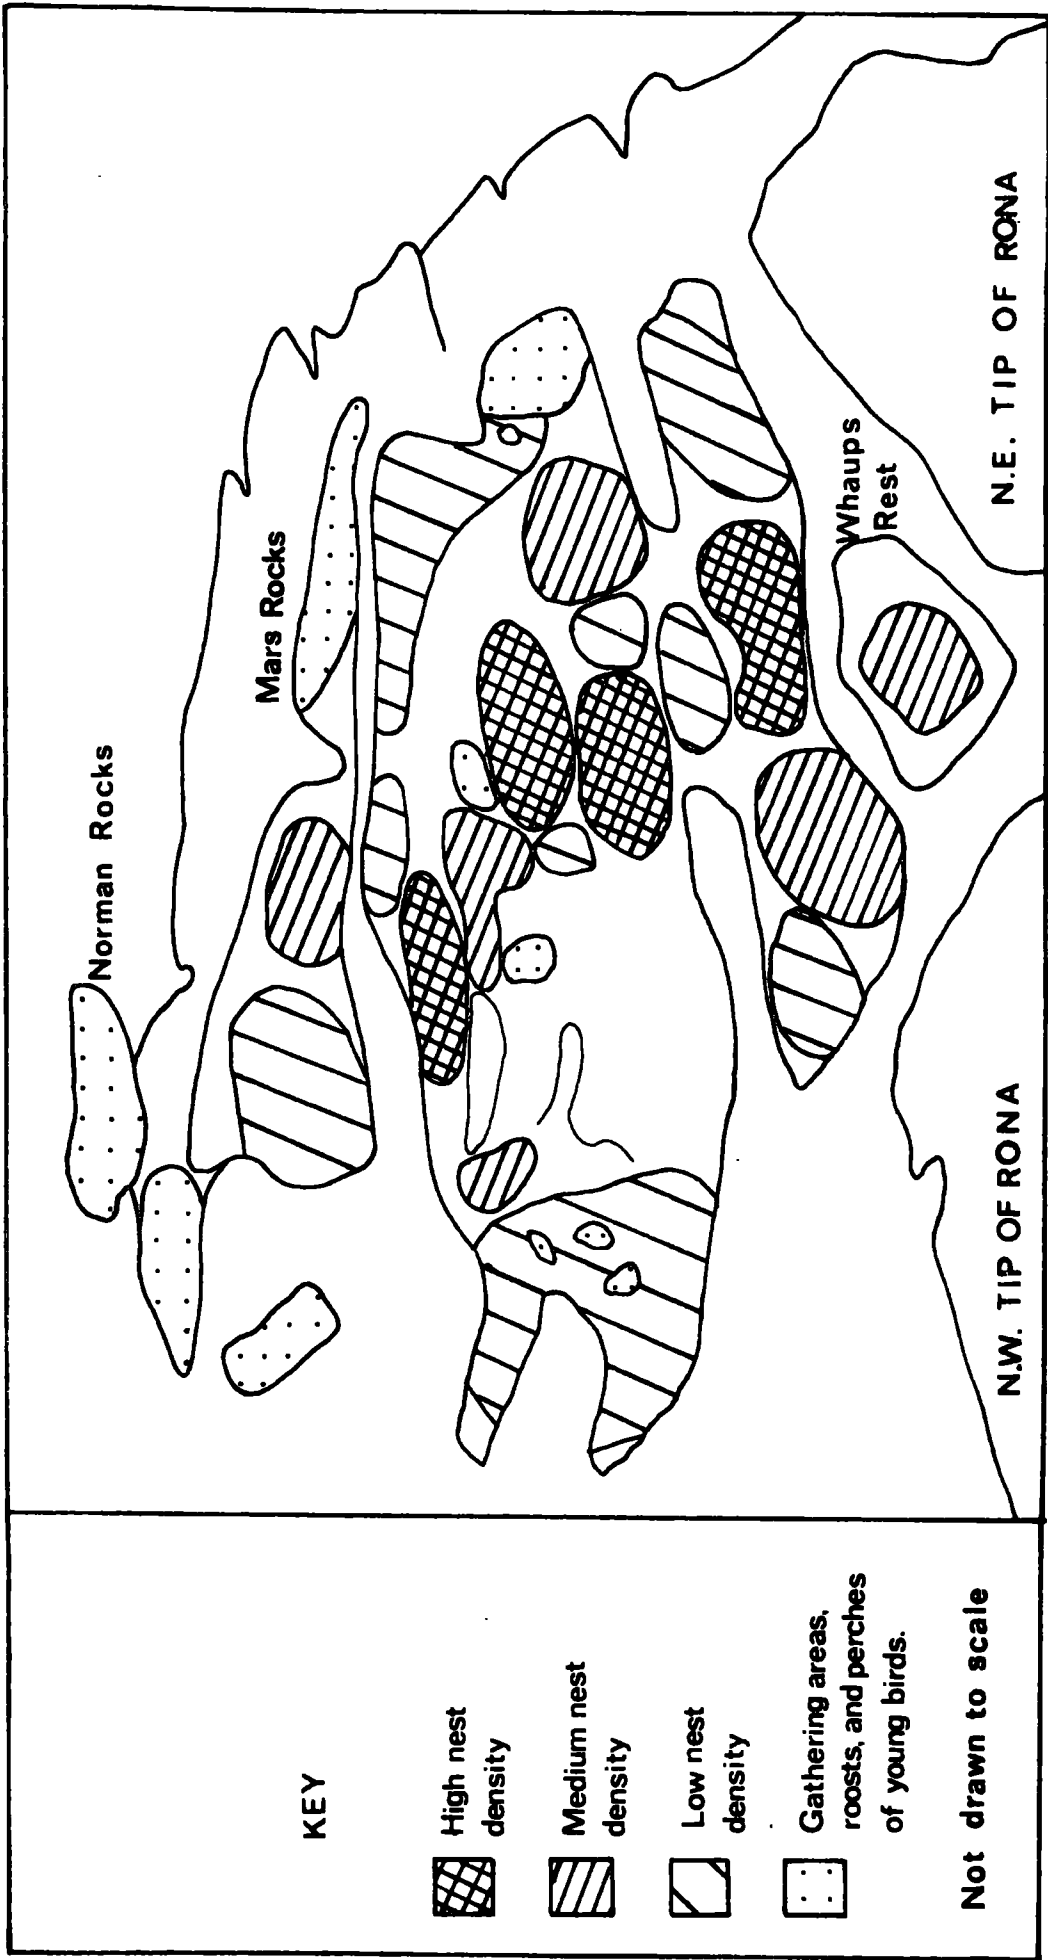 KEY
High nest
density
Medium nest
density
Low nest
density
Gathering areas,
roosts, and perches
of young birds.
Not drawn to scale
Norman Rocks
Mars Rocks
Whaups
Rest
N.W. TIP OF RONA
N.E. TIP OF RONA